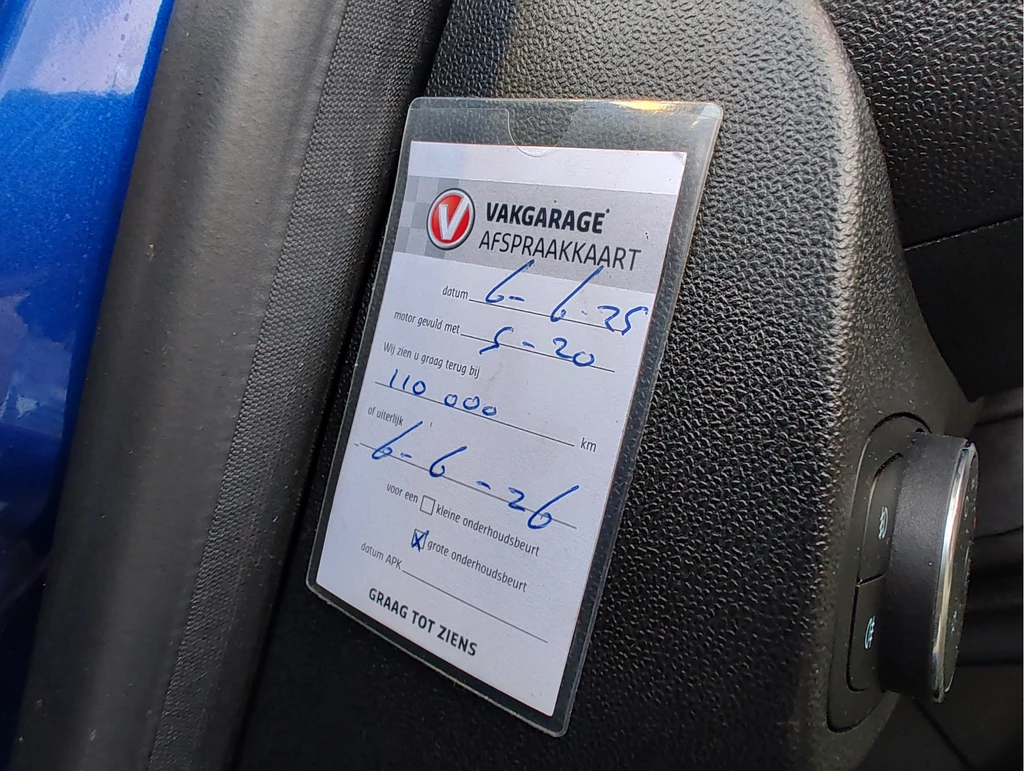 V VAKGARAGE
AFSPRAAKKAART
datum 6-6-25
motor gevuld met 5-20
Wij zien u graag terug bij
110 000 km
of uiterlijk
6-6-26
voor een kleine onderhoudsbeurt
x grote onderhoudsbeurt
datum APK
GRAAG TOT ZIENS